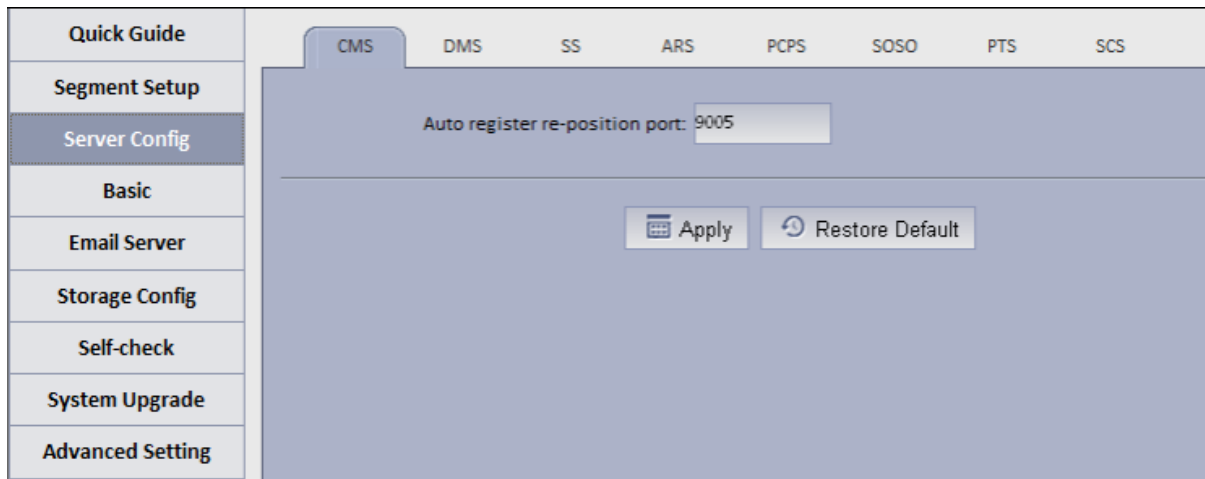 Quick Guide
Segment Setup
Server Config
Basic
Email Server
Storage Config
Self-check
System Upgrade
Advanced Setting
CMS DMS SS ARS PCPS SOSO PTS SCS
Auto register re-position port: 9005
Apply Restore Default